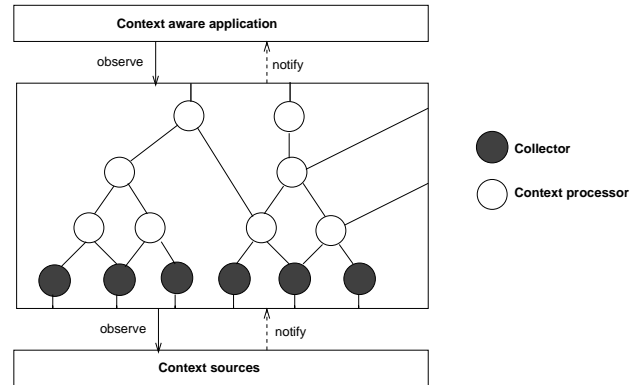 Context aware application
observe
notify
Collector
Context processor
observe
notify
Context sources